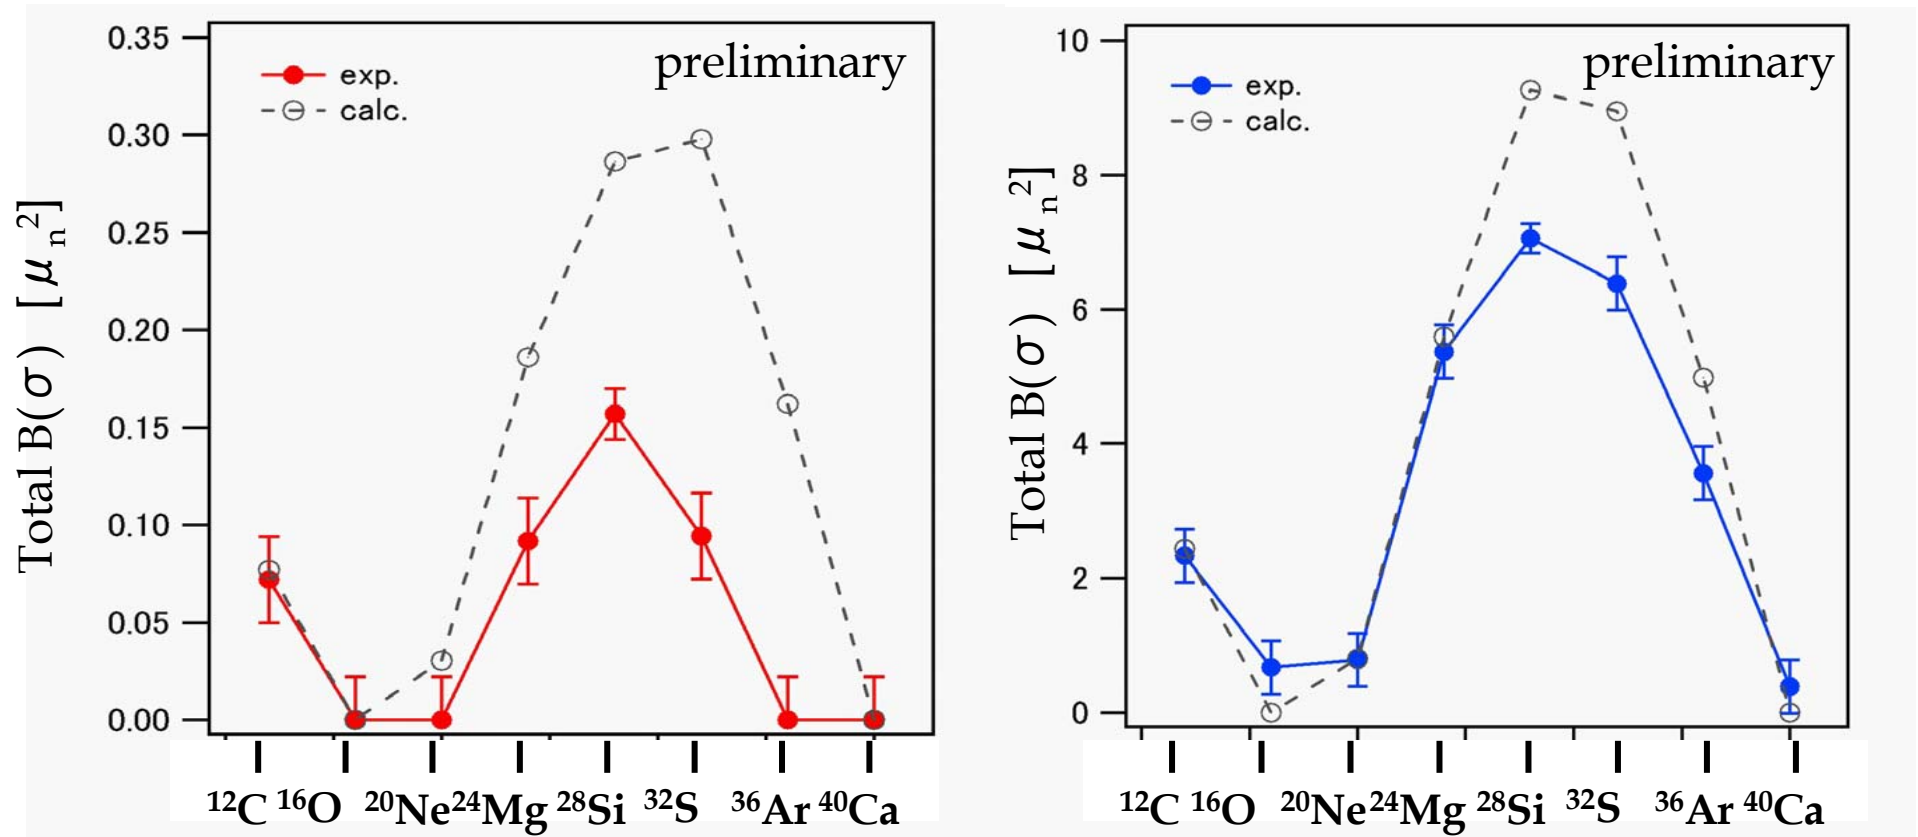 0.35
0.30
0.25
0.20
0.15
0.10
0.05
0.00
Total B(σ) [μn²]
exp.
calc.
preliminary
¹²C ¹⁶O ²⁰Ne ²⁴Mg ²⁸Si ³²S ³⁶Ar ⁴⁰Ca
10
8
6
4
2
0
Total B(σ) [μn²]
exp.
calc.
preliminary
¹²C ¹⁶O ²⁰Ne ²⁴Mg ²⁸Si ³²S ³⁶Ar ⁴⁰Ca